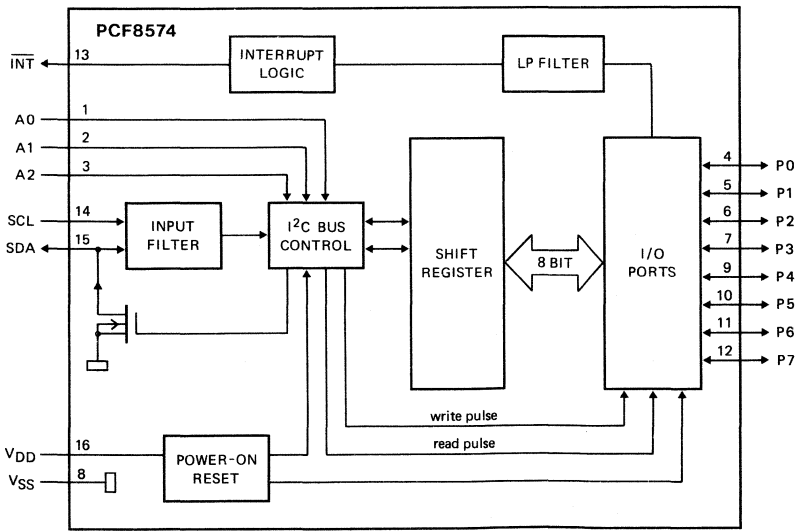 PCF8574
INT
13
INTERRUPT
LOGIC
LP FILTER
A0
1
A1
2
A2
3
SCL
14
SDA
15
INPUT
FILTER
I²C BUS
CONTROL
SHIFT
REGISTER
8 BIT
I/O
PORTS
4
P0
5
P1
6
P2
7
P3
9
P4
10
P5
11
P6
12
P7
write pulse
read pulse
VDD
16
VSS
8
POWER-ON
RESET